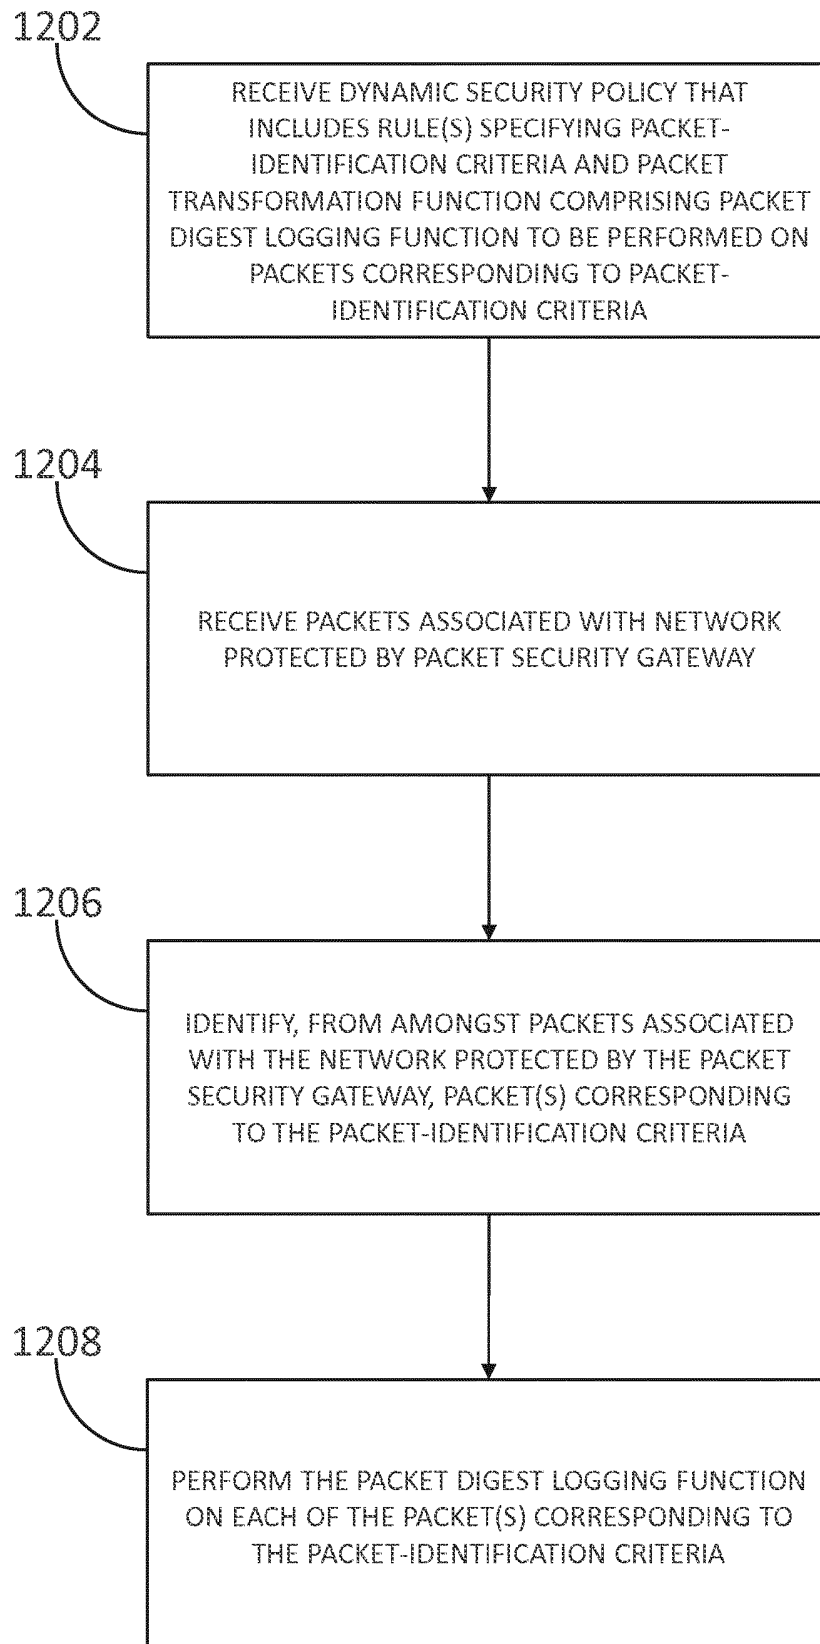 1202
RECEIVE DYNAMIC SECURITY POLICY THAT
INCLUDES RULE(S) SPECIFYING PACKET-
IDENTIFICATION CRITERIA AND PACKET
TRANSFORMATION FUNCTION COMPRISING PACKET
DIGEST LOGGING FUNCTION TO BE PERFORMED ON
PACKETS CORRESPONDING TO PACKET-
IDENTIFICATION CRITERIA
1204
RECEIVE PACKETS ASSOCIATED WITH NETWORK
PROTECTED BY PACKET SECURITY GATEWAY
1206
IDENTIFY, FROM AMONGST PACKETS ASSOCIATED
WITH THE NETWORK PROTECTED BY THE PACKET
SECURITY GATEWAY, PACKET(S) CORRESPONDING
TO THE PACKET-IDENTIFICATION CRITERIA
1208
PERFORM THE PACKET DIGEST LOGGING FUNCTION
ON EACH OF THE PACKET(S) CORRESPONDING TO
THE PACKET-IDENTIFICATION CRITERIA